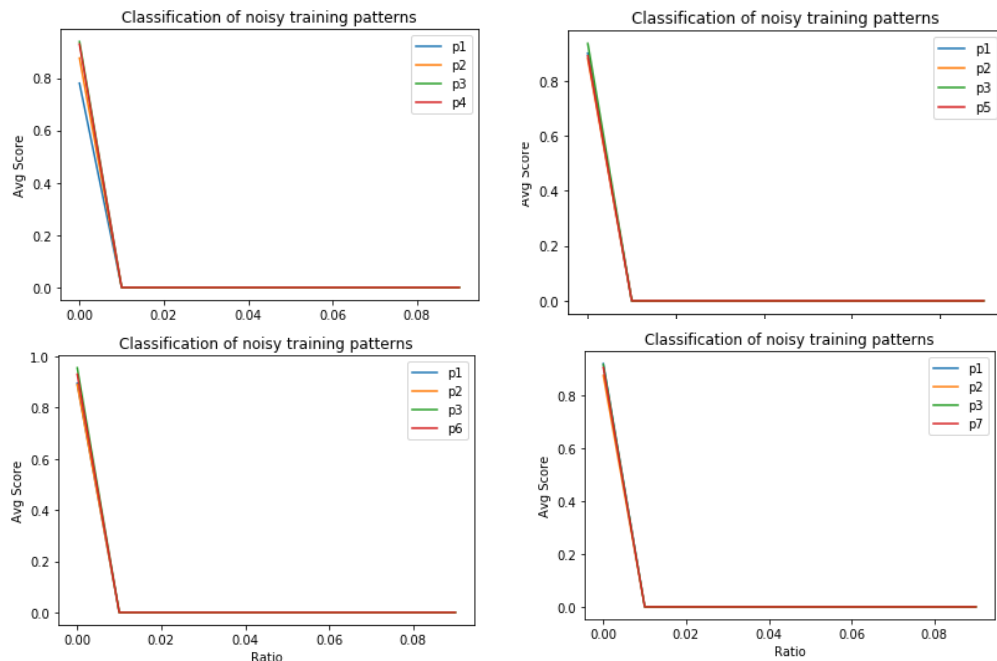 Classification of noisy training patterns
p1
p2
p3
p4
0.8
0.6
0.4
0.2
0.0
Avg Score
0.00 0.02 0.04 0.06 0.08
Classification of noisy training patterns
p1
p2
p3
p5
0.8
0.6
0.4
0.2
0.0
Avg Score
Classification of noisy training patterns
p1
p2
p3
p6
1.0
0.8
0.6
0.4
0.2
0.0
Avg Score
0.00 0.02 0.04 0.06 0.08
Ratio
Classification of noisy training patterns
p1
p2
p3
p7
0.8
0.6
0.4
0.2
0.0
Avg Score
0.00 0.02 0.04 0.06 0.08
Ratio